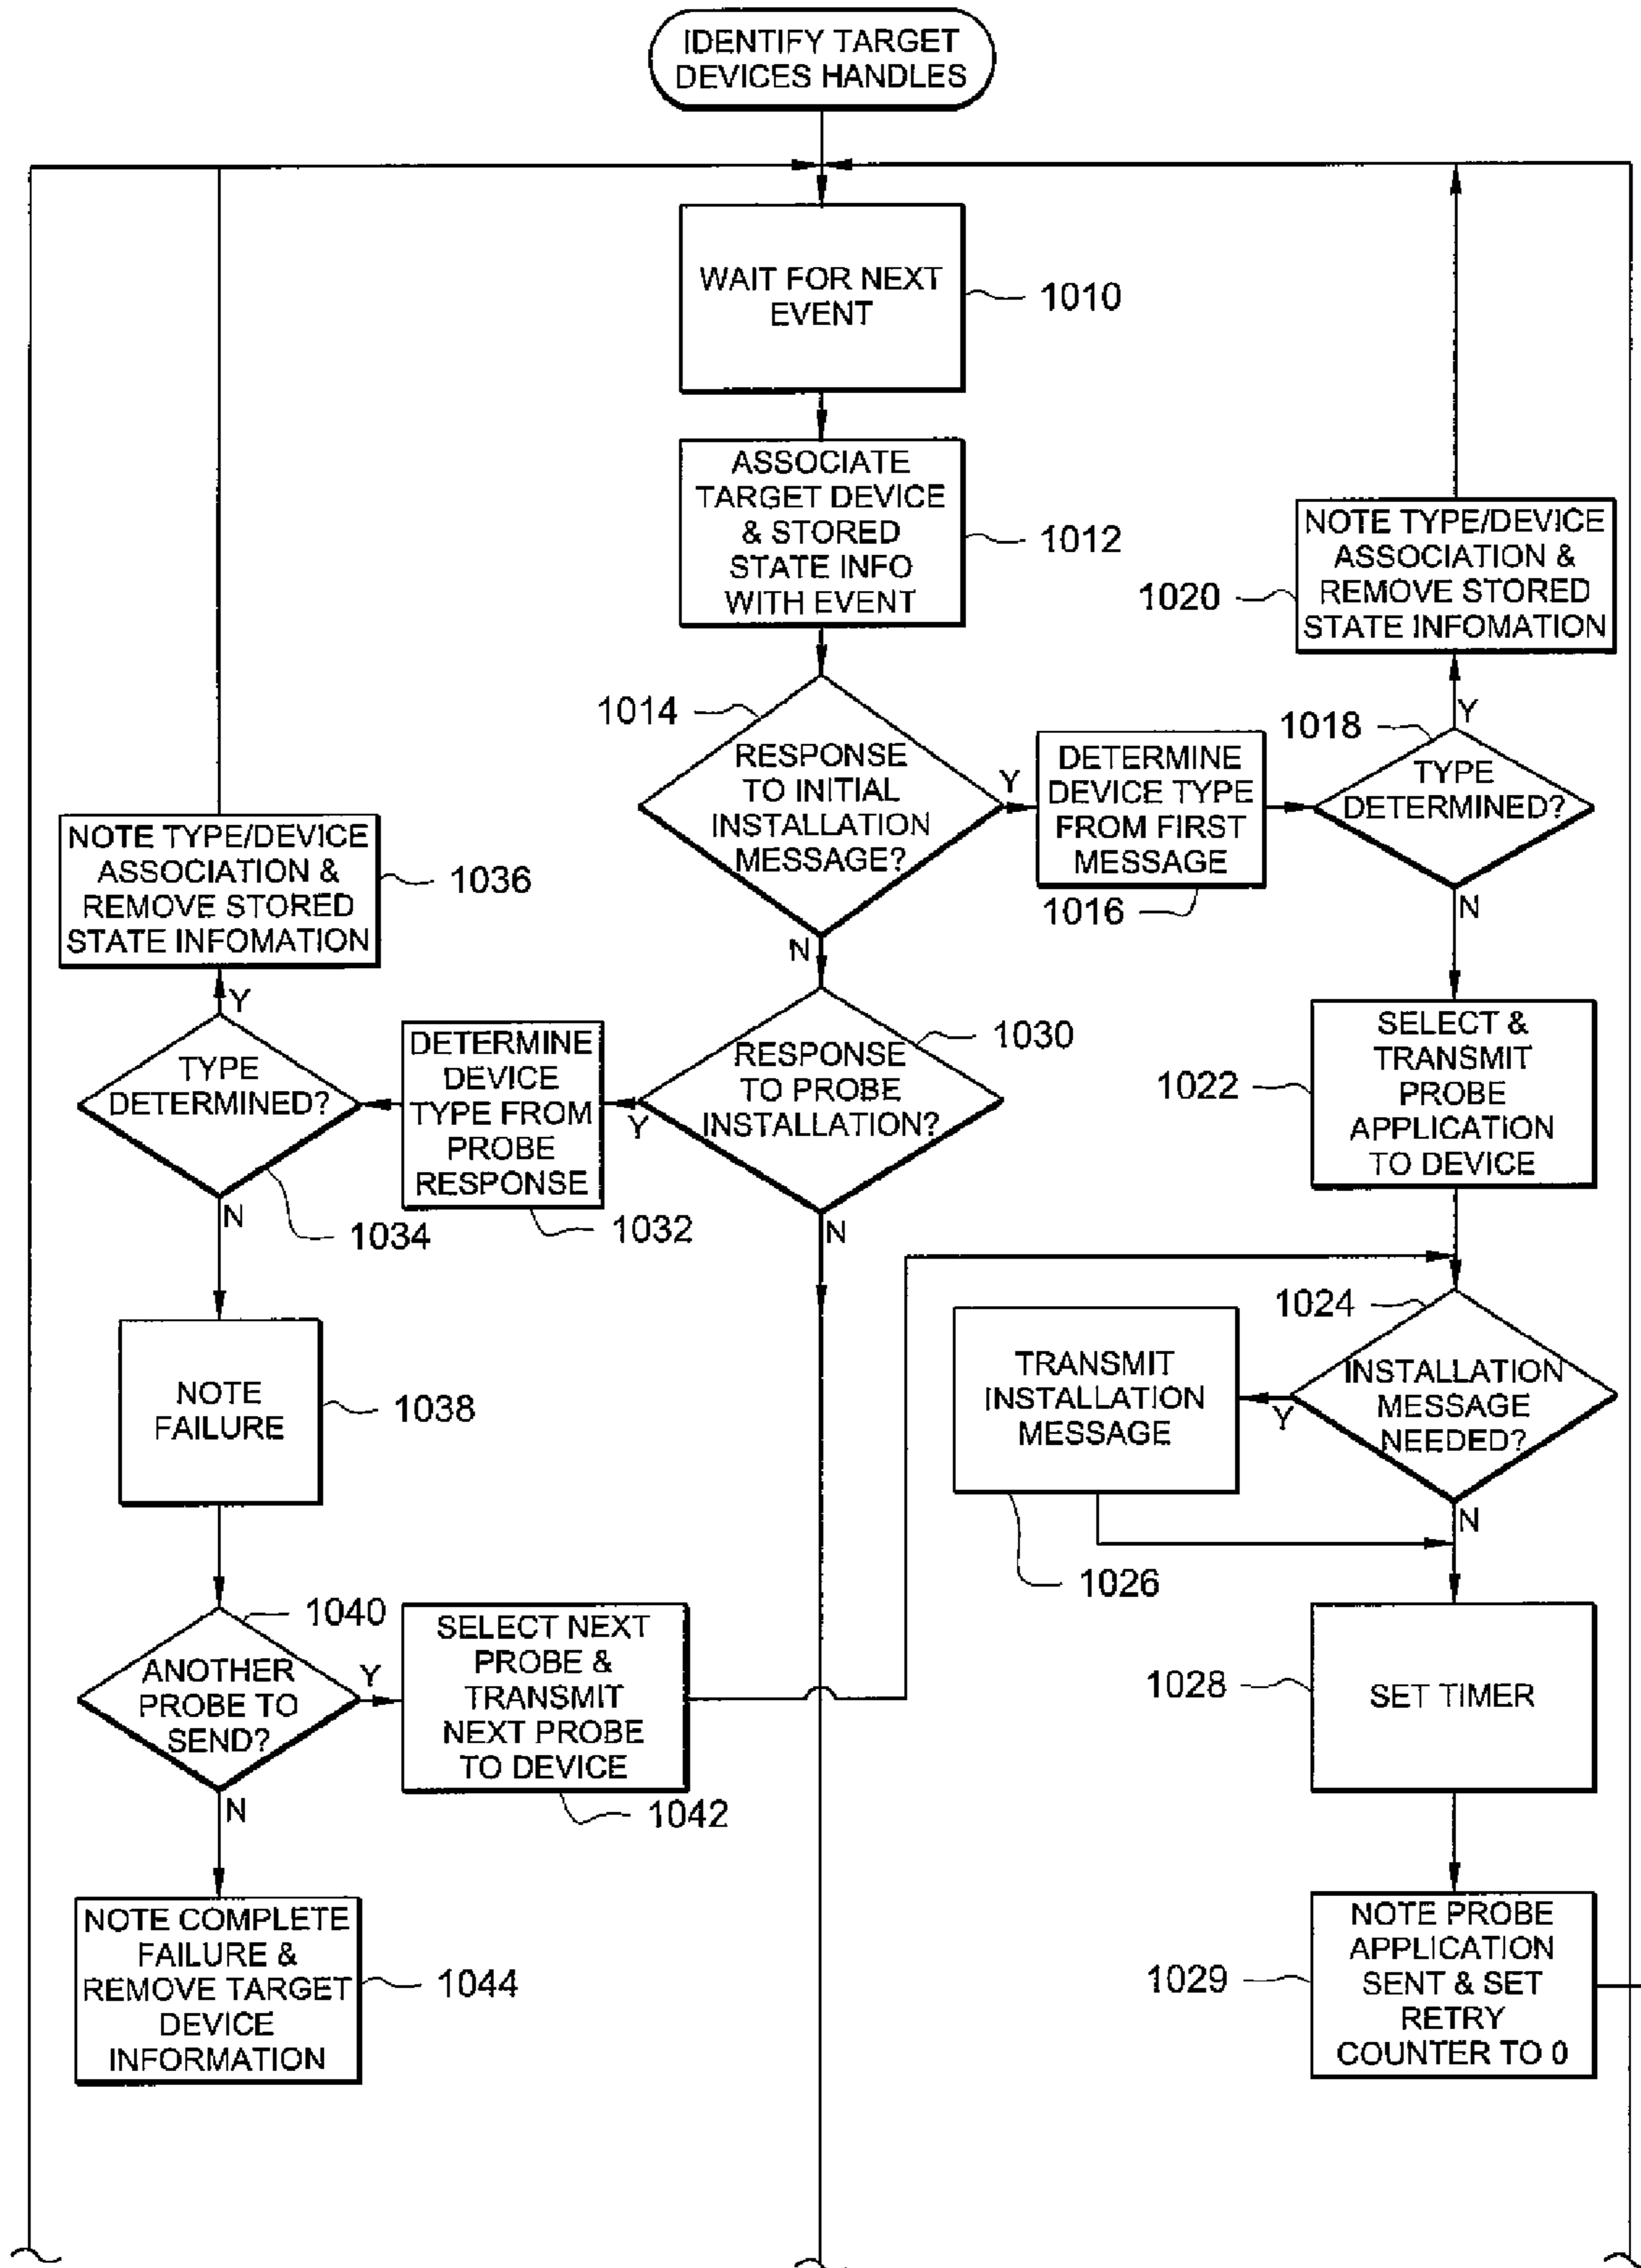 IDENTIFY TARGET
DEVICES HANDLES
WAIT FOR NEXT
EVENT
1010
ASSOCIATE
TARGET DEVICE
& STORED
STATE INFO
WITH EVENT
1012
NOTE TYPE/DEVICE
ASSOCIATION &
REMOVE STORED
STATE INFOMATION
1020
1014
RESPONSE
TO INITIAL
INSTALLATION
MESSAGE?
Y
N
DETERMINE
DEVICE TYPE
FROM FIRST
MESSAGE
1016
1018
TYPE
DETERMINED?
Y
N
NOTE TYPE/DEVICE
ASSOCIATION &
REMOVE STORED
STATE INFOMATION
1036
Y
TYPE
DETERMINED?
N
1034
DETERMINE
DEVICE
TYPE FROM
PROBE
RESPONSE
1032
1030
RESPONSE
TO PROBE
INSTALLATION?
Y
N
SELECT &
TRANSMIT
PROBE
APPLICATION
TO DEVICE
1022
1024
INSTALLATION
MESSAGE
NEEDED?
Y
N
TRANSMIT
INSTALLATION
MESSAGE
1026
NOTE
FAILURE
1038
1040
ANOTHER
PROBE TO
SEND?
Y
N
SELECT NEXT
PROBE &
TRANSMIT
NEXT PROBE
TO DEVICE
1042
SET TIMER
1028
NOTE COMPLETE
FAILURE &
REMOVE TARGET
DEVICE
INFORMATION
1044
NOTE PROBE
APPLICATION
SENT & SET
RETRY
COUNTER TO 0
1029